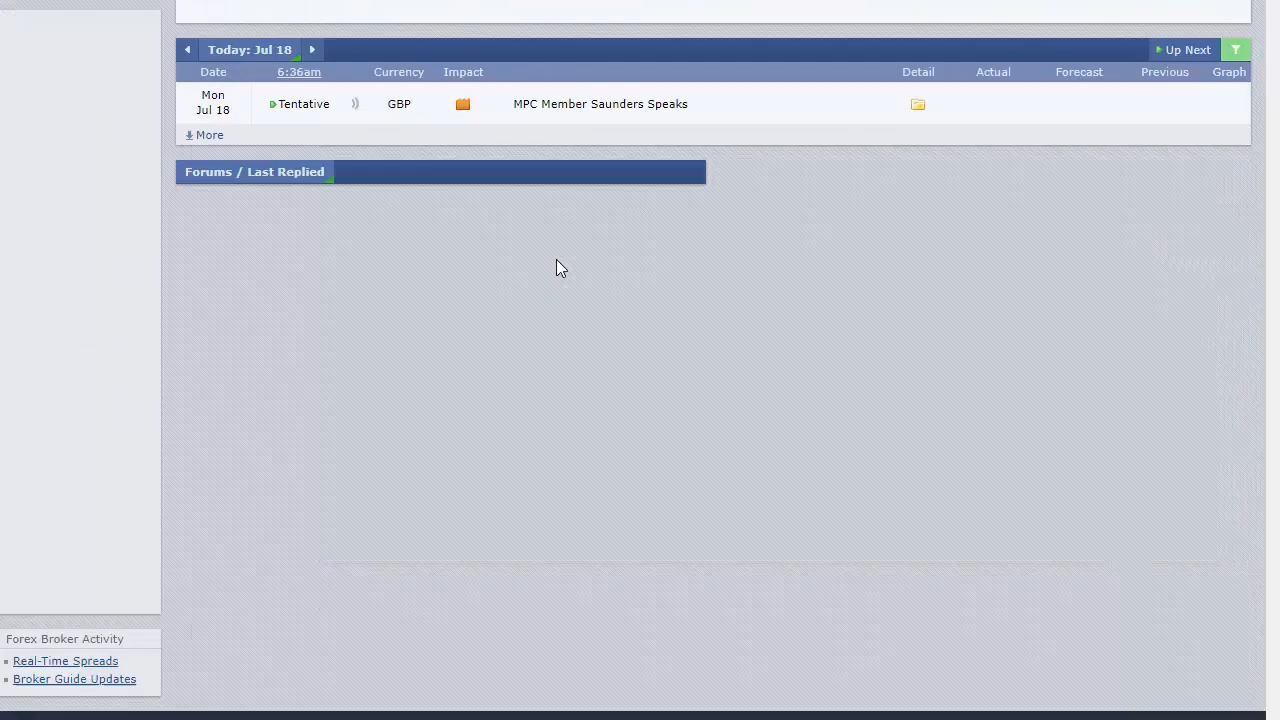 Today: Jul 18 Up Next
Date 6:36am Currency Impact Detail Actual Forecast Previous Graph
Mon
Jul 18 Tentative GBP MPC Member Saunders Speaks
More
Forums / Last Replied
Forex Broker Activity
Real-Time Spreads
Broker Guide Updates